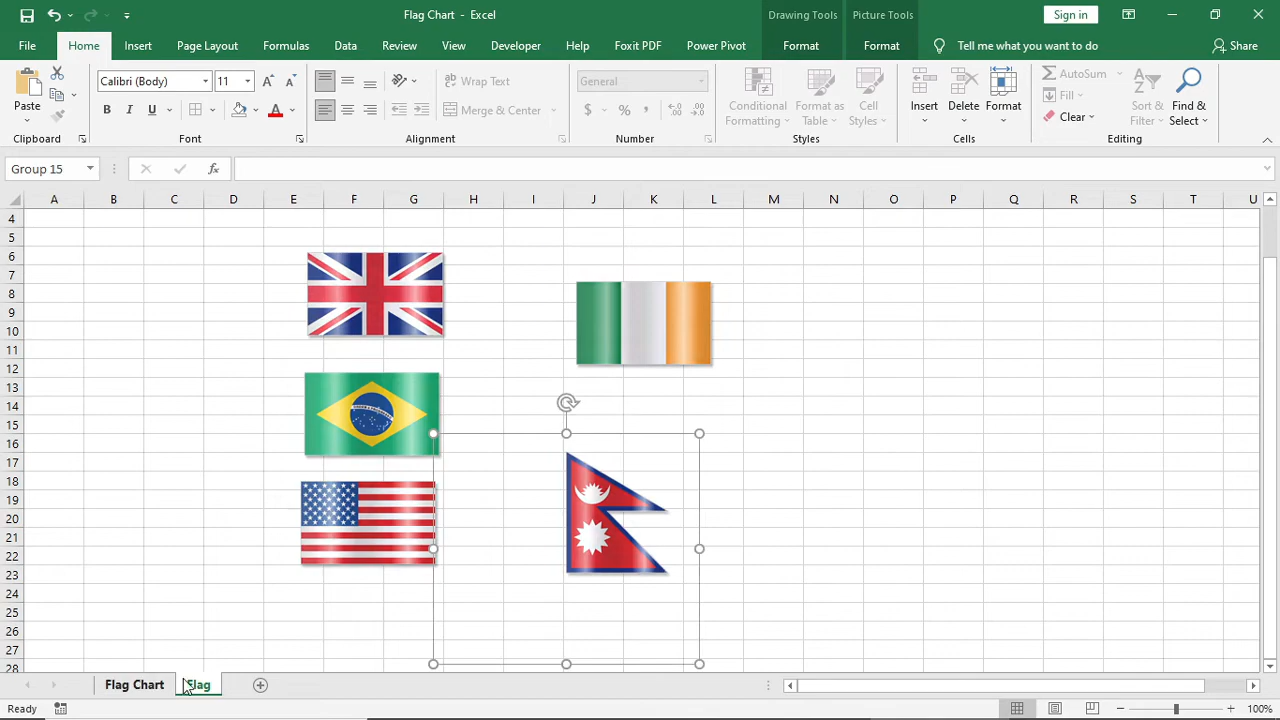 Flag Chart - Excel
Drawing Tools
Picture Tools
Sign in
File
Home
Insert
Page Layout
Formulas
Data
Review
View
Developer
Help
Foxit PDF
Power Pivot
Format
Format
Tell me what you want to do
Share
Paste
Clipboard
Calibri (Body)
11
A
A
B
I
U
A
Font
ab
Wrap Text
Merge & Center
Alignment
General
$
%
Number
Conditional
Formatting
Format as
Table
Cell
Styles
Styles
Insert
Delete
Format
Cells
AutoSum
Fill
Clear
Sort &
Filter
Find &
Select
Editing
Group 15
fx
A B C D E F G H I J K L M N O P Q R S T U
4
5
6
7
8
9
10
11
12
13
14
15
16
17
18
19
20
21
22
23
24
25
26
27
28
Flag Chart
Flag
Ready
100%